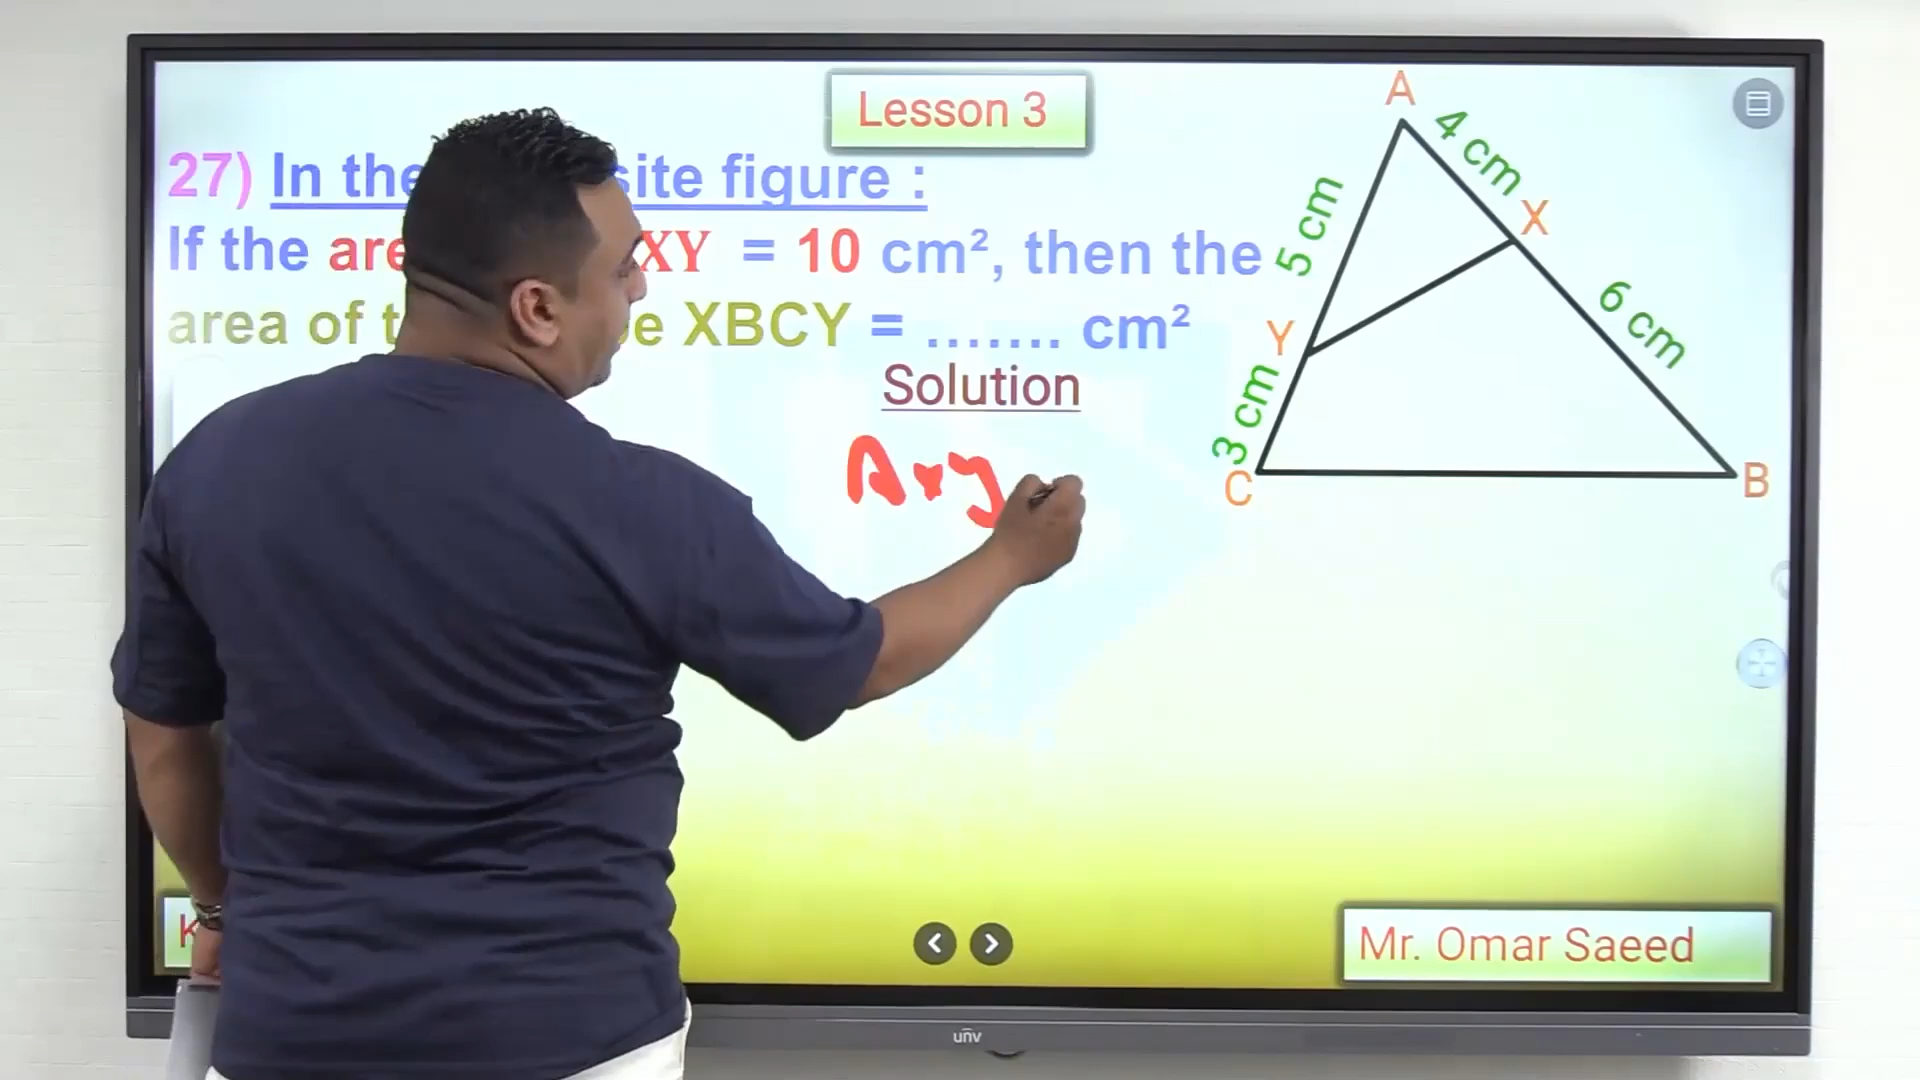 Lesson 3
27) In the site figure :
If the XY = 10 cm², then the
area of XBCY = ....... cm²
Solution
Axy
A
4 cm
X
5 cm
6 cm
Y
3 cm
C
B
Mr. Omar Saeed
unv